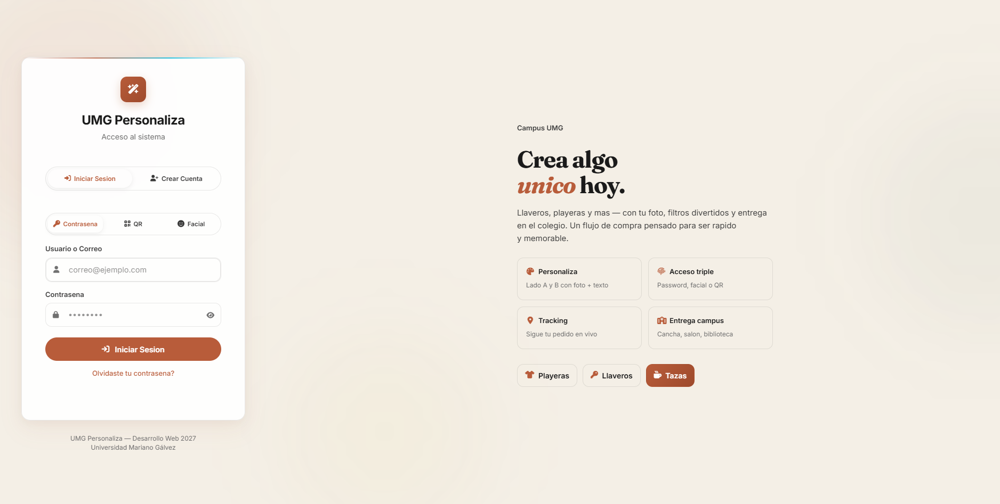 UMG Personaliza
Acceso al sistema
Iniciar Sesion
Crear Cuenta
Contrasena
QR
Facial
Usuario o Correo
correo@ejemplo.com
Contrasena
••••••••
Iniciar Sesion
Olvidaste tu contrasena?
UMG Personaliza — Desarrollo Web 2027
Universidad Mariano Gálvez
Campus UMG
Crea algo
unico hoy.
Llaveros, playeras y mas — con tu foto, filtros divertidos y entrega
en el colegio. Un flujo de compra pensado para ser rapido
y memorable.
Personaliza
Lado A y B con foto + texto
Acceso triple
Password, facial o QR
Tracking
Sigue tu pedido en vivo
Entrega campus
Cancha, salon, biblioteca
Playeras
Llaveros
Tazas